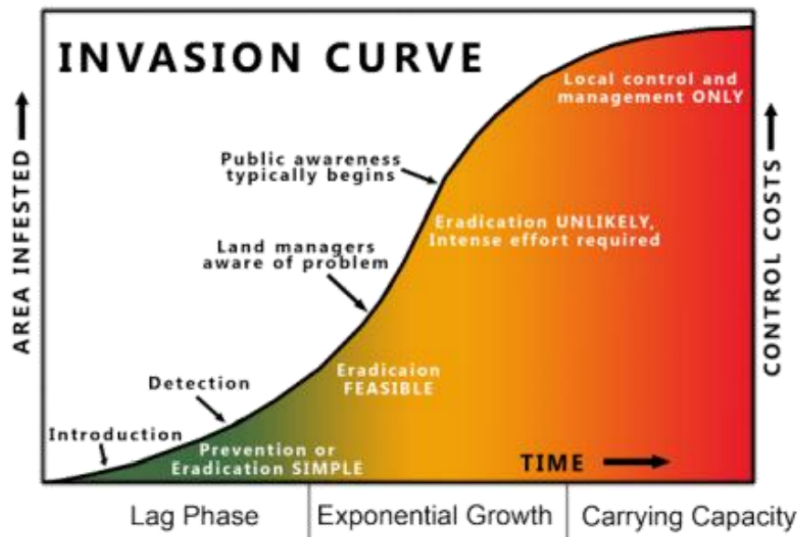 INVASION CURVE
AREA INFESTED
CONTROL COSTS
Local control and
management ONLY
Public awareness
typically begins
Eradication UNLIKELY,
Intense effort required
Land managers
aware of problem
Eradicaion
FEASIBLE
Detection
Introduction
Prevention or
Eradication SIMPLE
TIME
Lag Phase
Exponential Growth
Carrying Capacity